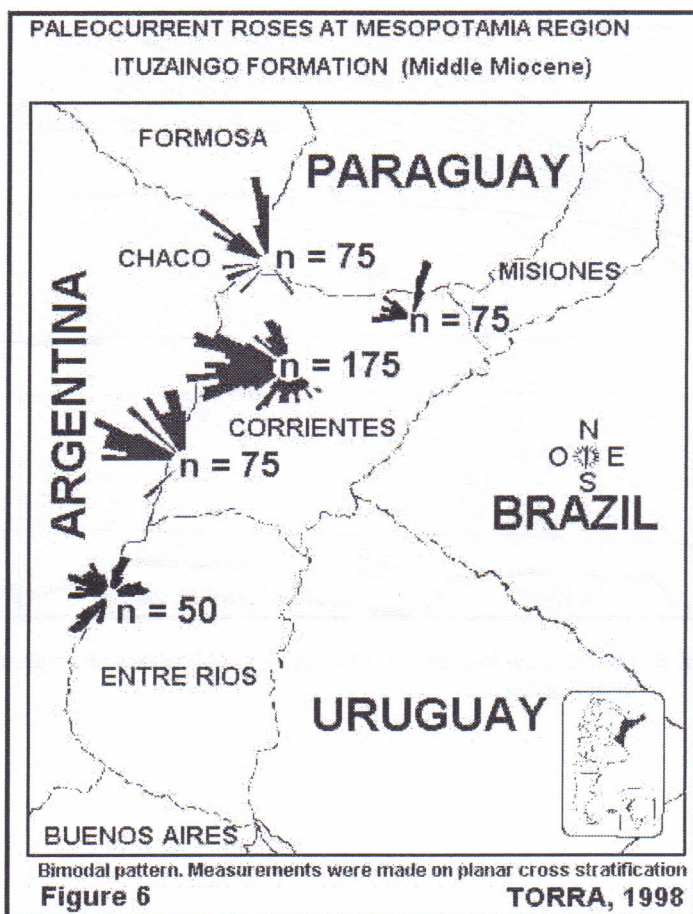 PALEOCURRENT ROSES AT MESOPOTAMIA REGION
ITUZAINGO FORMATION (Middle Miocene)
FORMOSA
PARAGUAY
CHACO
n = 75
MISIONES
n = 75
ARGENTINA
n = 175
CORRIENTES
n = 75
N
O E
S
BRAZIL
n = 50
ENTRE RIOS
URUGUAY
BUENOS AIRES
Bimodal pattern. Measurements were made on planar cross stratification
Figure 6 TORRA, 1998